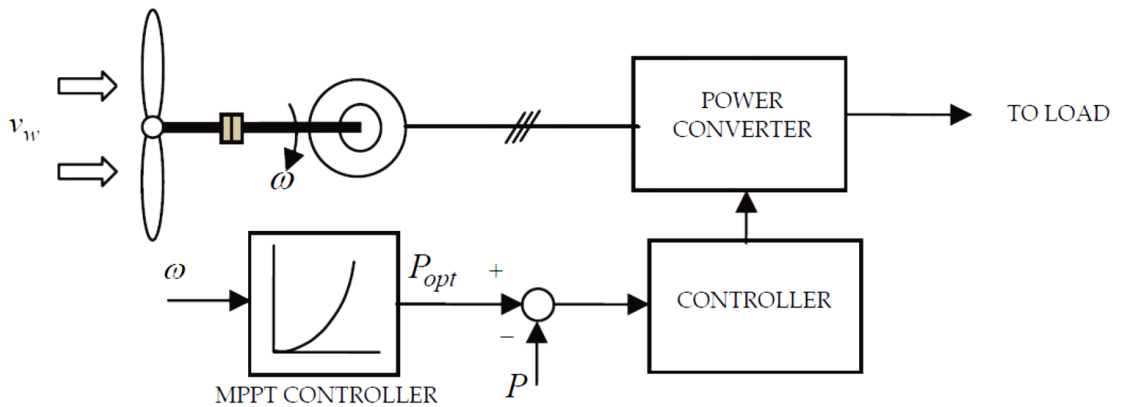 v_w
ω
POWER
CONVERTER
TO LOAD
ω
P_opt
+
−
P
CONTROLLER
MPPT CONTROLLER